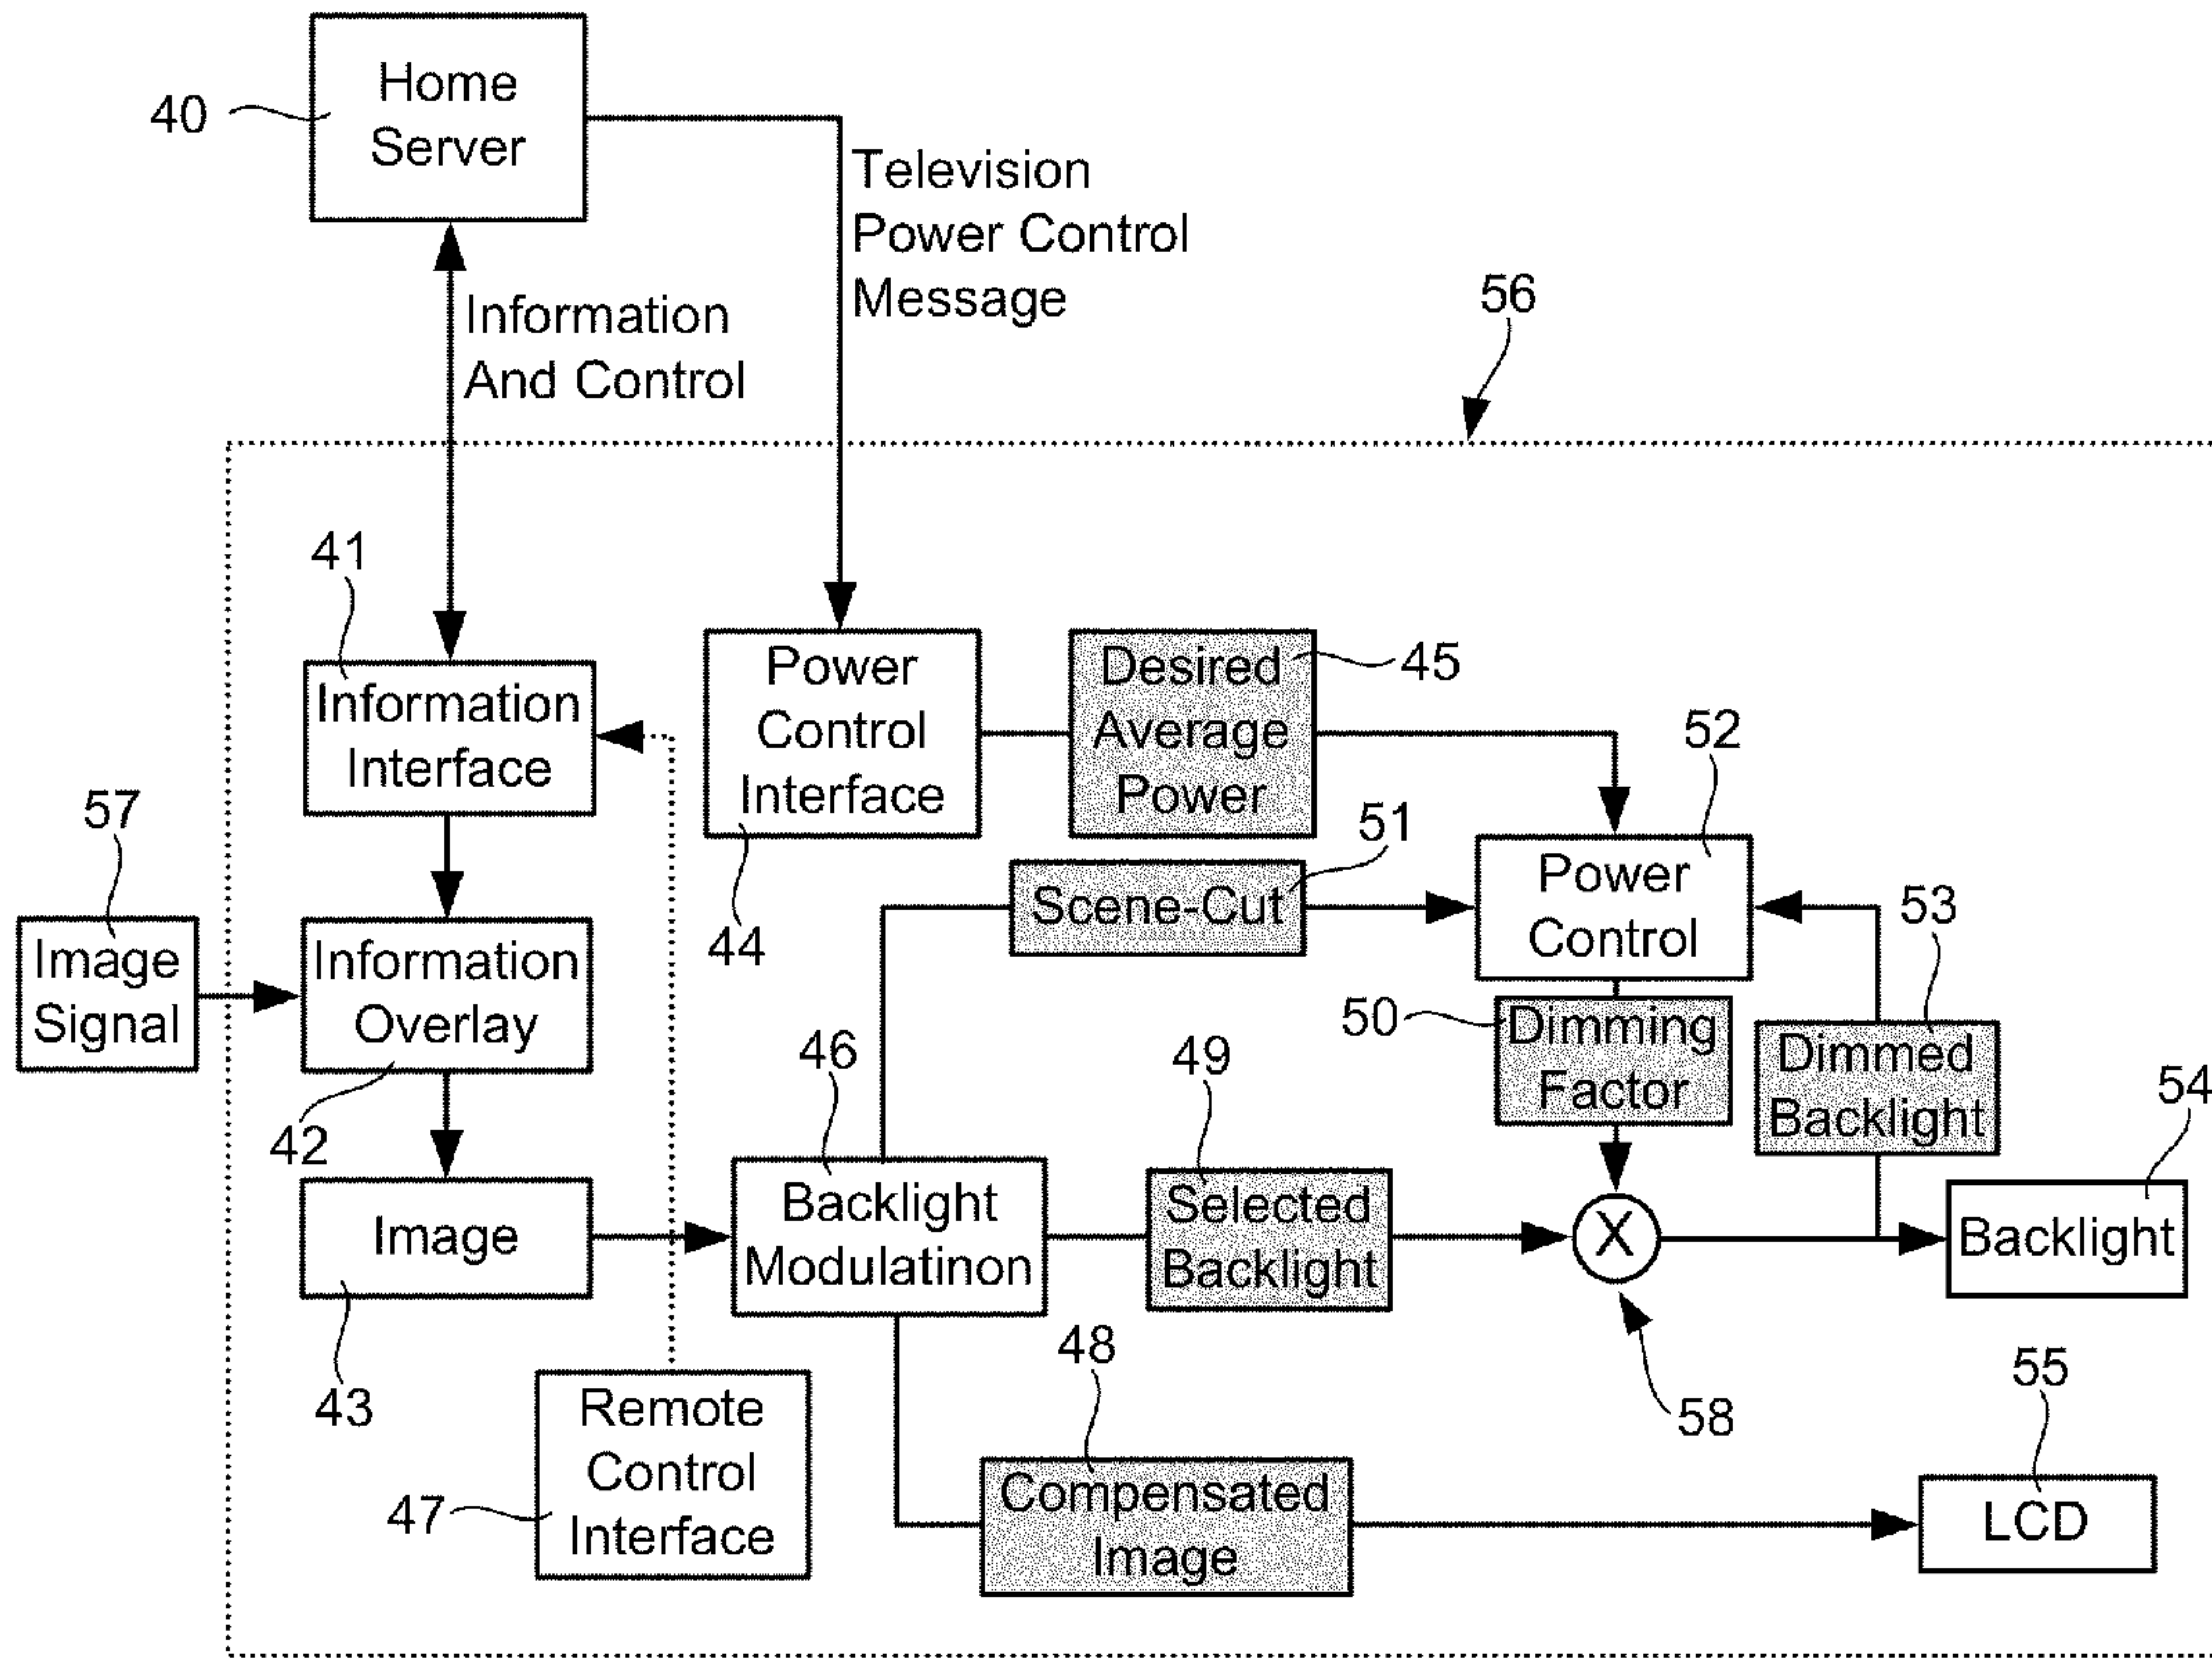 Home
Server
40
Television
Power Control
Message
Information
And Control
56
41
Information
Interface
Power
Control
Interface
44
Desired
Average
Power
45
52
57
Image
Signal
Information
Overlay
42
Scene-Cut
51
Power
Control
53
50
Dimming
Factor
Dimmed
Backlight
54
46
49
Image
43
Backlight
Modulatinon
Selected
Backlight
X
Backlight
58
48
55
Remote
Control
Interface
47
Compensated
Image
LCD